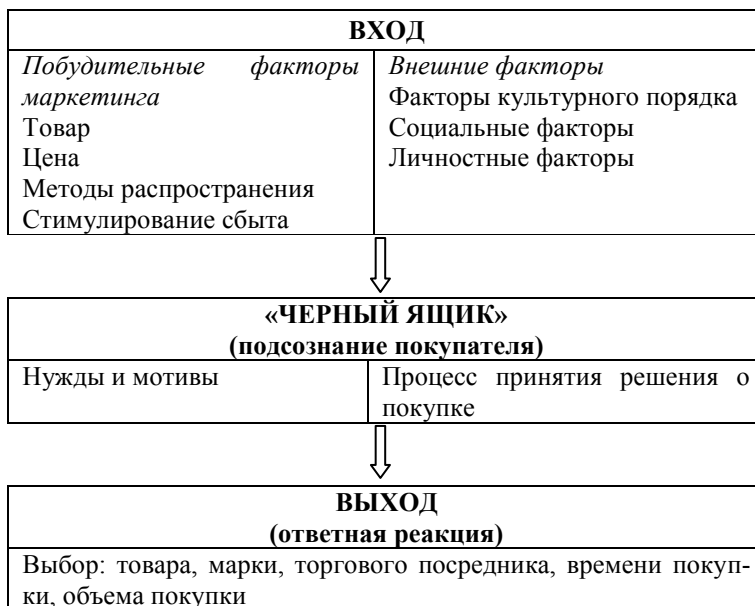 ВХОД
Побудительные факторы
маркетинга
Товар
Цена
Методы распространения
Стимулирование сбыта
Внешние факторы
Факторы культурного порядка
Социальные факторы
Личностные факторы
«ЧЕРНЫЙ ЯЩИК»
(подсознание покупателя)
Нужды и мотивы
Процесс принятия решения о
покупке
ВЫХОД
(ответная реакция)
Выбор: товара, марки, торгового посредника, времени покуп-
ки, объема покупки